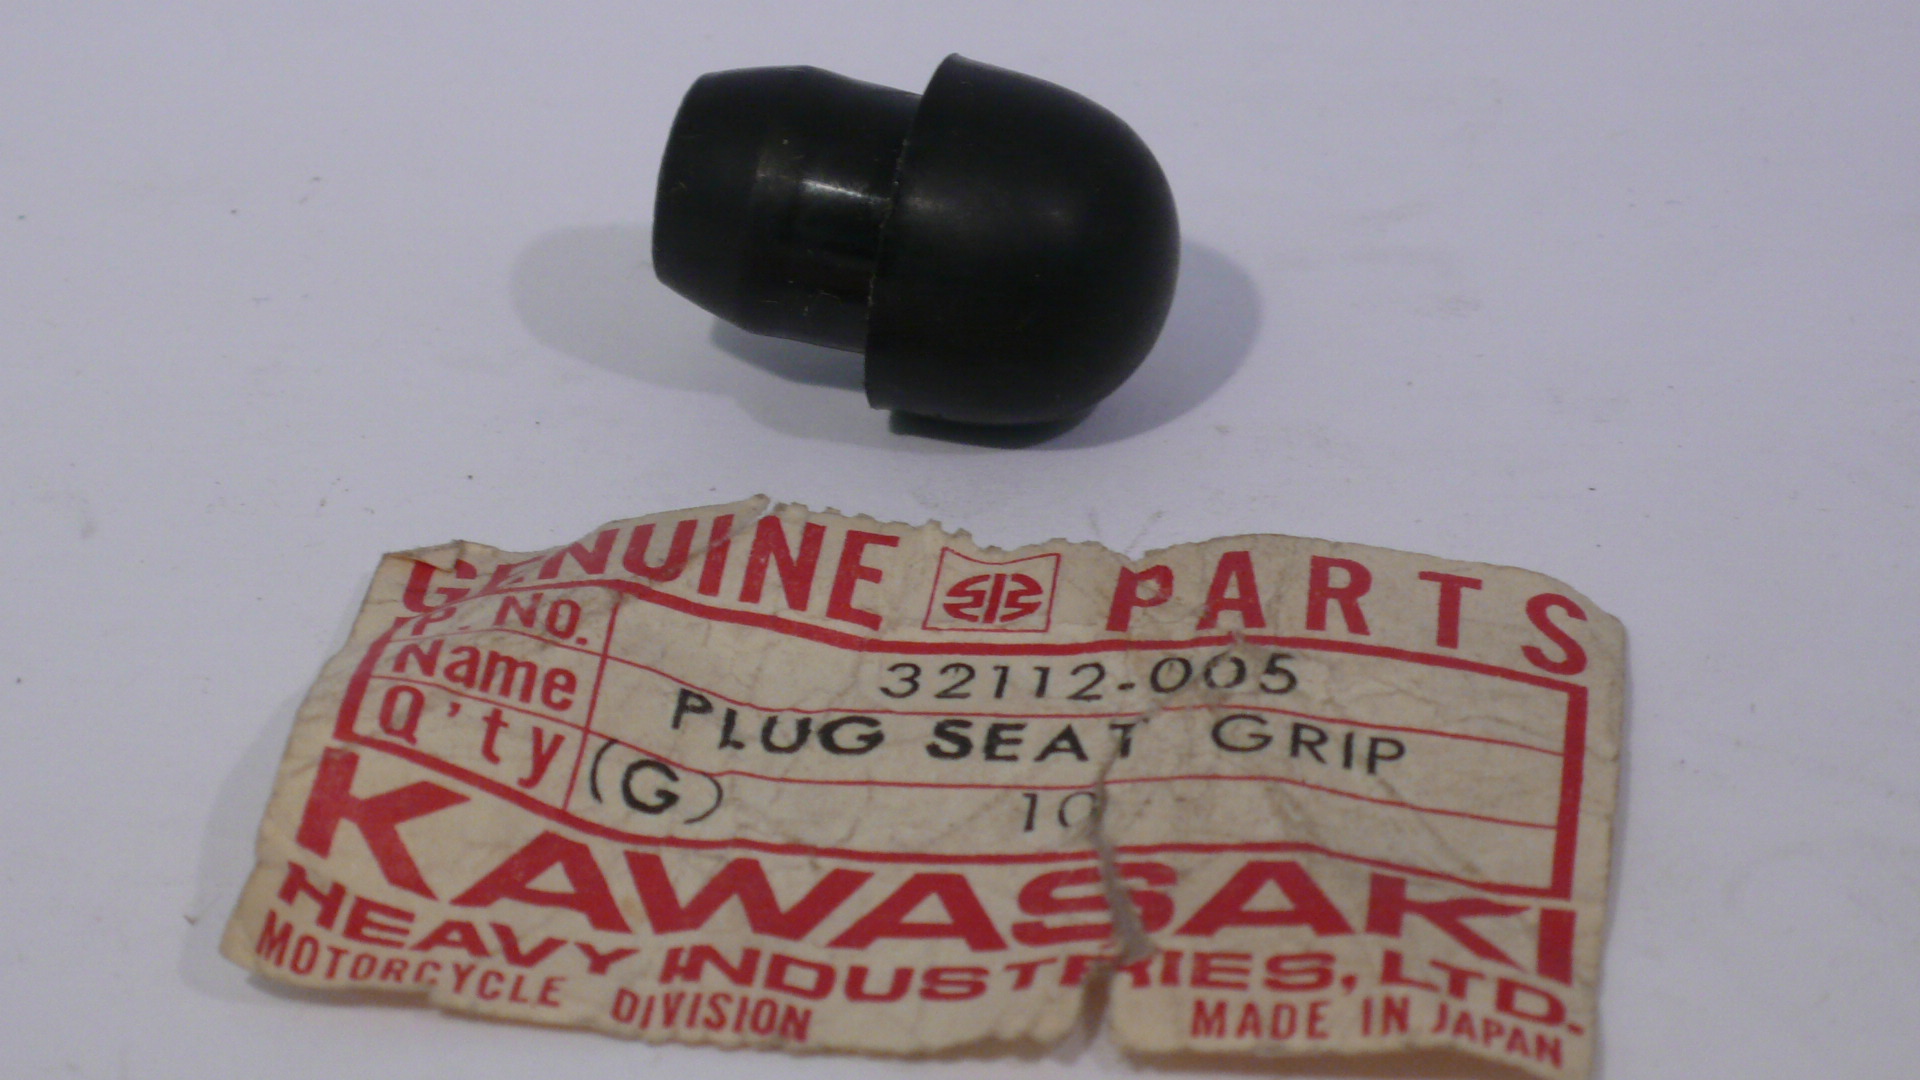 GENUINE PARTS
P. No. 32112-005
Name PLUG SEAT GRIP
Q'ty (G) 10
KAWASAKI
HEAVY INDUSTRIES, LTD.
MOTORCYCLE DIVISION MADE IN JAPAN